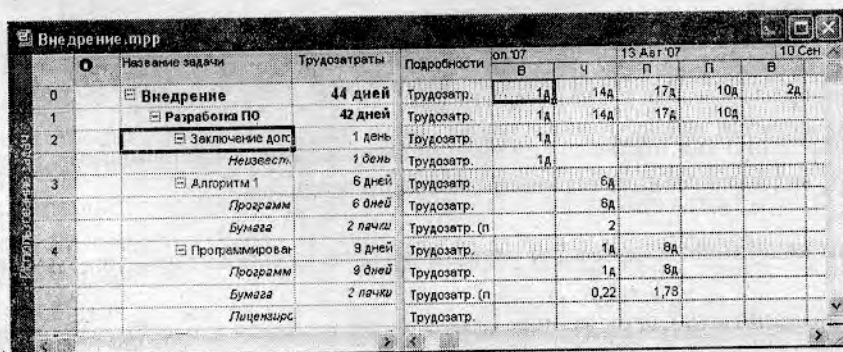 Внедрение.mpp
Название задачи Трудозатраты Подробности юл '07 13 Авг '07 10 Сен
В Ч П П В
0 Внедрение 44 дней Трудозатр. 1д 14д 17д 10д 2д
1 Разработка ПО 42 дней Трудозатр. 1д 14д 17д 10д
2 Заключение дого 1 день Трудозатр. 1д
Неизвестн. 1 день Трудозатр. 1д
3 Алгоритм 1 6 дней Трудозатр. 6д
Программ 6 дней Трудозатр. 6д
Бумага 2 пачки Трудозатр. (п 2
4 Программирован 9 дней Трудозатр. 1д 8д
Программ 9 дней Трудозатр. 1д 8д
Бумага 2 пачки Трудозатр. (п 0,22 1,78
Лицензирс Трудозатр.
Использование задач